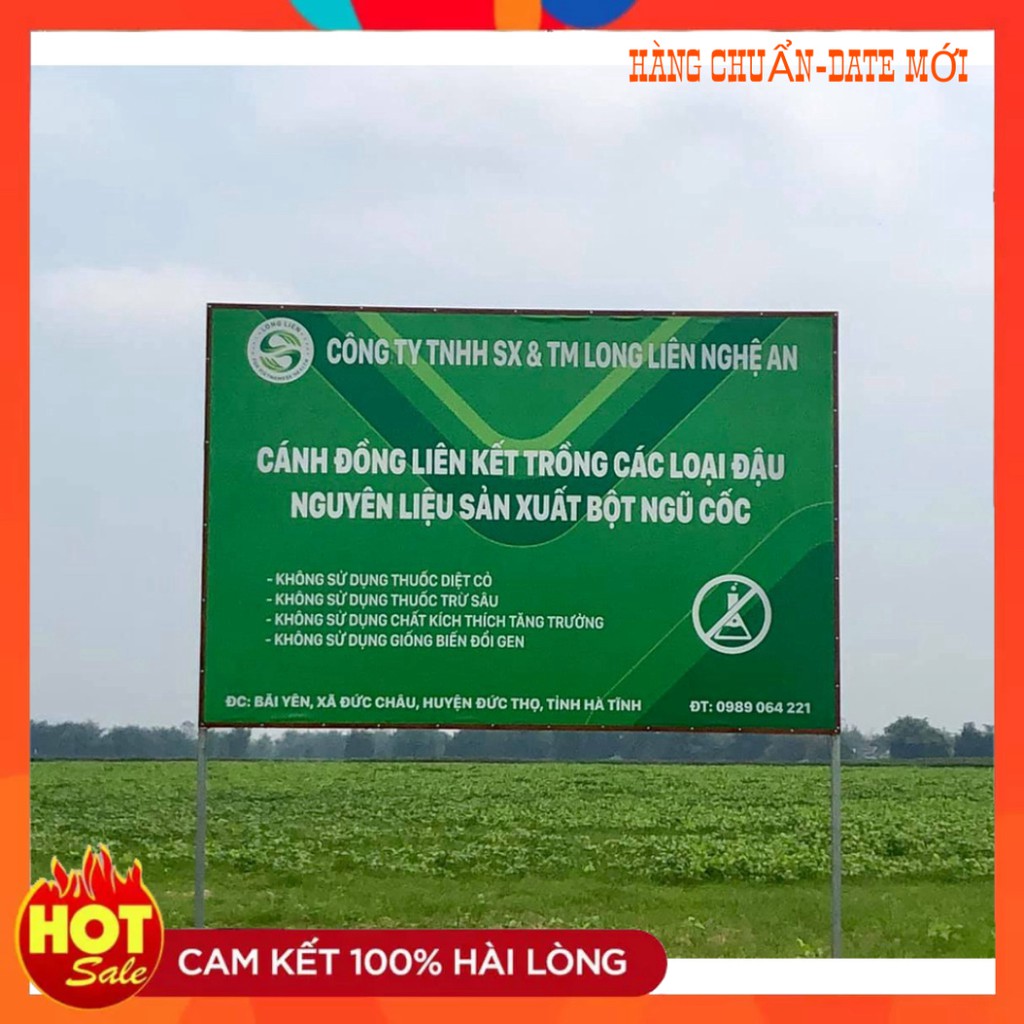 HÀNG CHUẨN-DATE MỚI
LONG LIÊN
CÔNG TY TNHH SX & TM LONG LIÊN NGHỆ AN
CÁNH ĐỒNG LIÊN KẾT TRỒNG CÁC LOẠI ĐẬU
NGUYÊN LIỆU SẢN XUẤT BỘT NGŨ CỐC
- KHÔNG SỬ DỤNG THUỐC DIỆT CỎ
- KHÔNG SỬ DỤNG THUỐC TRỪ SÂU
- KHÔNG SỬ DỤNG CHẤT KÍCH THÍCH TĂNG TRƯỞNG
- KHÔNG SỬ DỤNG GIỐNG BIẾN ĐỔI GEN
ĐC: BÃI YÊN, XÃ ĐỨC CHÂU, HUYỆN ĐỨC THỌ, TỈNH HÀ TĨNH
ĐT: 0989 064 221
HOT
Sale
CAM KẾT 100% HÀI LÒNG